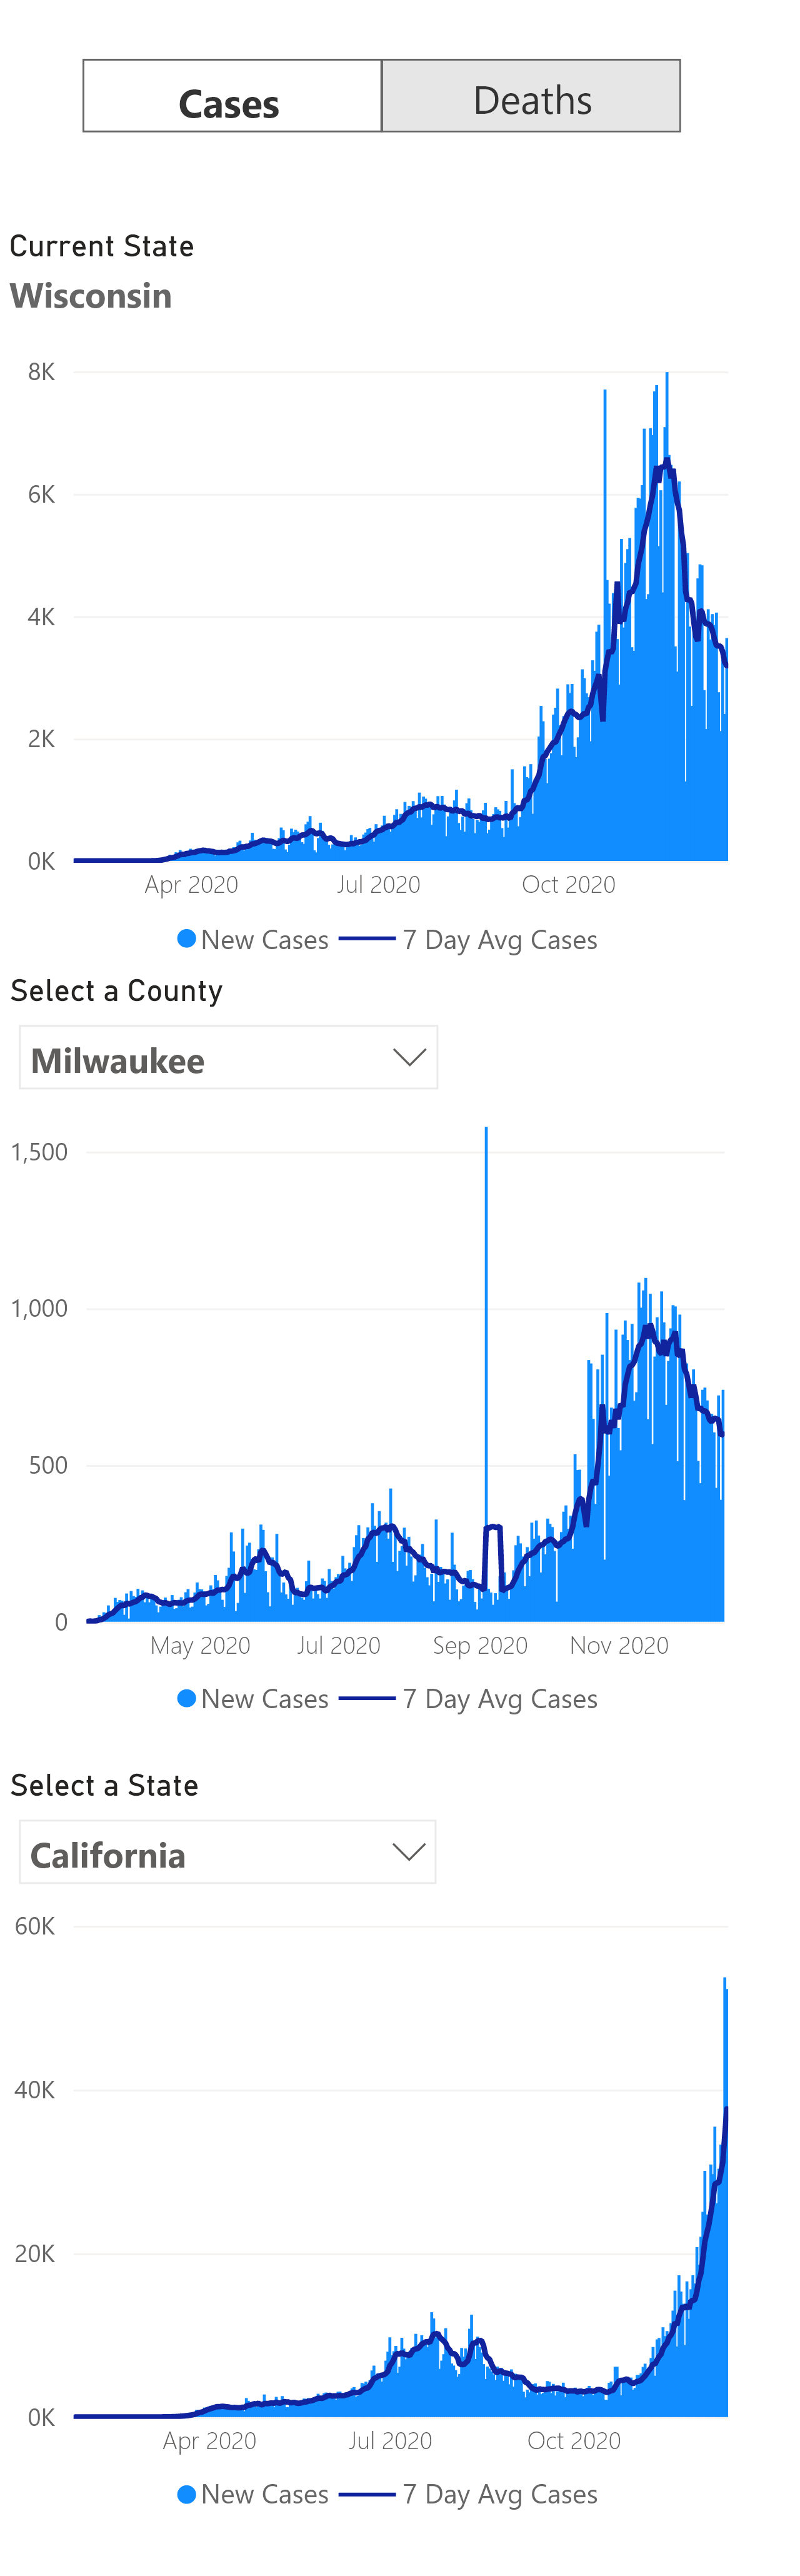 Cases Deaths
Current State
Wisconsin
8K
6K
4K
2K
0K
Apr 2020 Jul 2020 Oct 2020
New Cases 7 Day Avg Cases
Select a County
Milwaukee
1,500
1,000
500
0
May 2020 Jul 2020 Sep 2020 Nov 2020
New Cases 7 Day Avg Cases
Select a State
California
60K
40K
20K
0K
Apr 2020 Jul 2020 Oct 2020
New Cases 7 Day Avg Cases